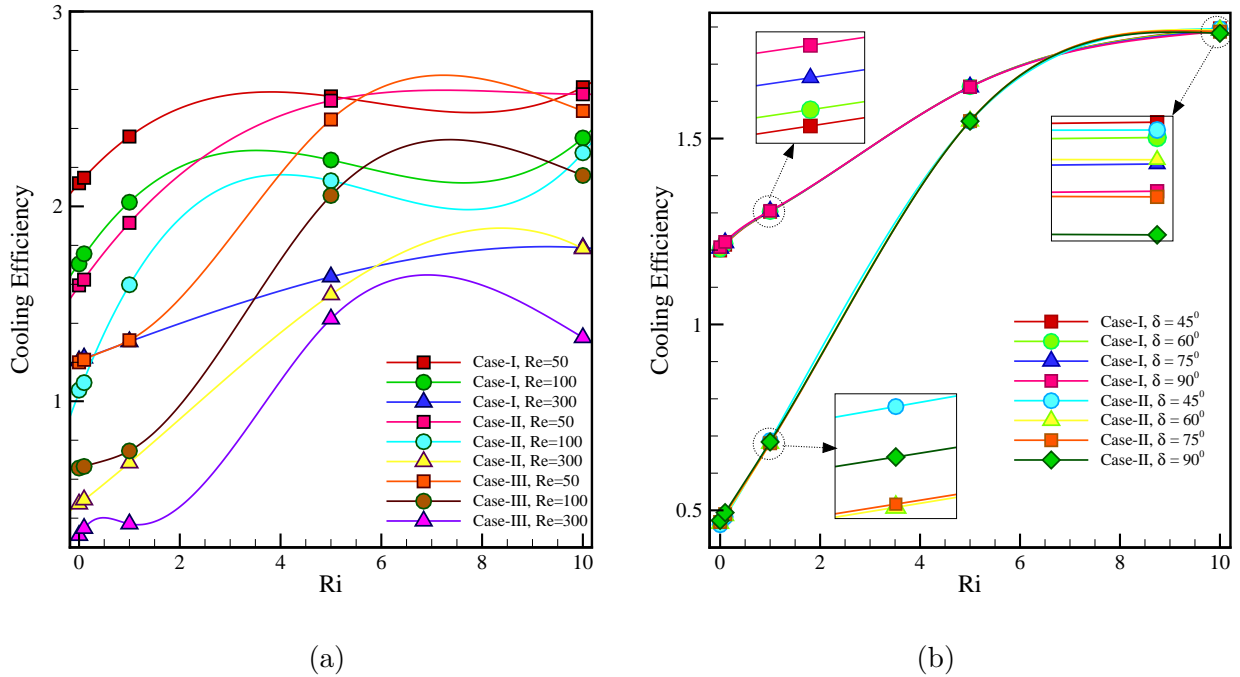 3
2
1
Cooling Efficiency
0
2
4
6
8
10
Ri
Case-I, Re=50
Case-I, Re=100
Case-I, Re=300
Case-II, Re=50
Case-II, Re=100
Case-II, Re=300
Case-III, Re=50
Case-III, Re=100
Case-III, Re=300
(a)
1.5
1
0.5
Cooling Efficiency
0
2
4
6
8
10
Ri
Case-I, δ = 45⁰
Case-I, δ = 60⁰
Case-I, δ = 75⁰
Case-I, δ = 90⁰
Case-II, δ = 45⁰
Case-II, δ = 60⁰
Case-II, δ = 75⁰
Case-II, δ = 90⁰
(b)